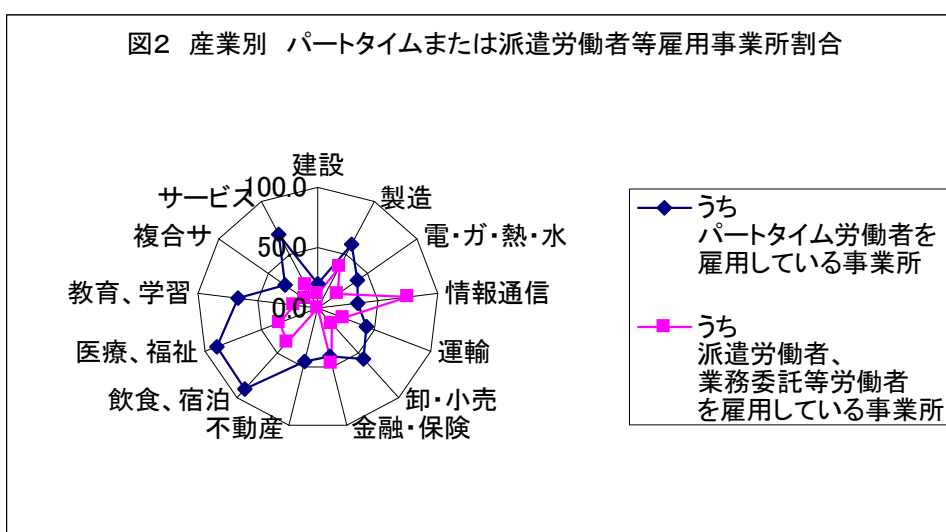 図2 産業別 パートタイムまたは派遣労働者等雇用事業所割合
建設
製造
電・ガ・熱・水
情報通信
運輸
卸・小売
金融・保険
不動産
飲食、宿泊
医療、福祉
教育、学習
複合サ
サービス
100.0
50.0
0.0
うち
パートタイム労働者を
雇用している事業所
うち
派遣労働者、
業務委託等労働者
を雇用している事業所